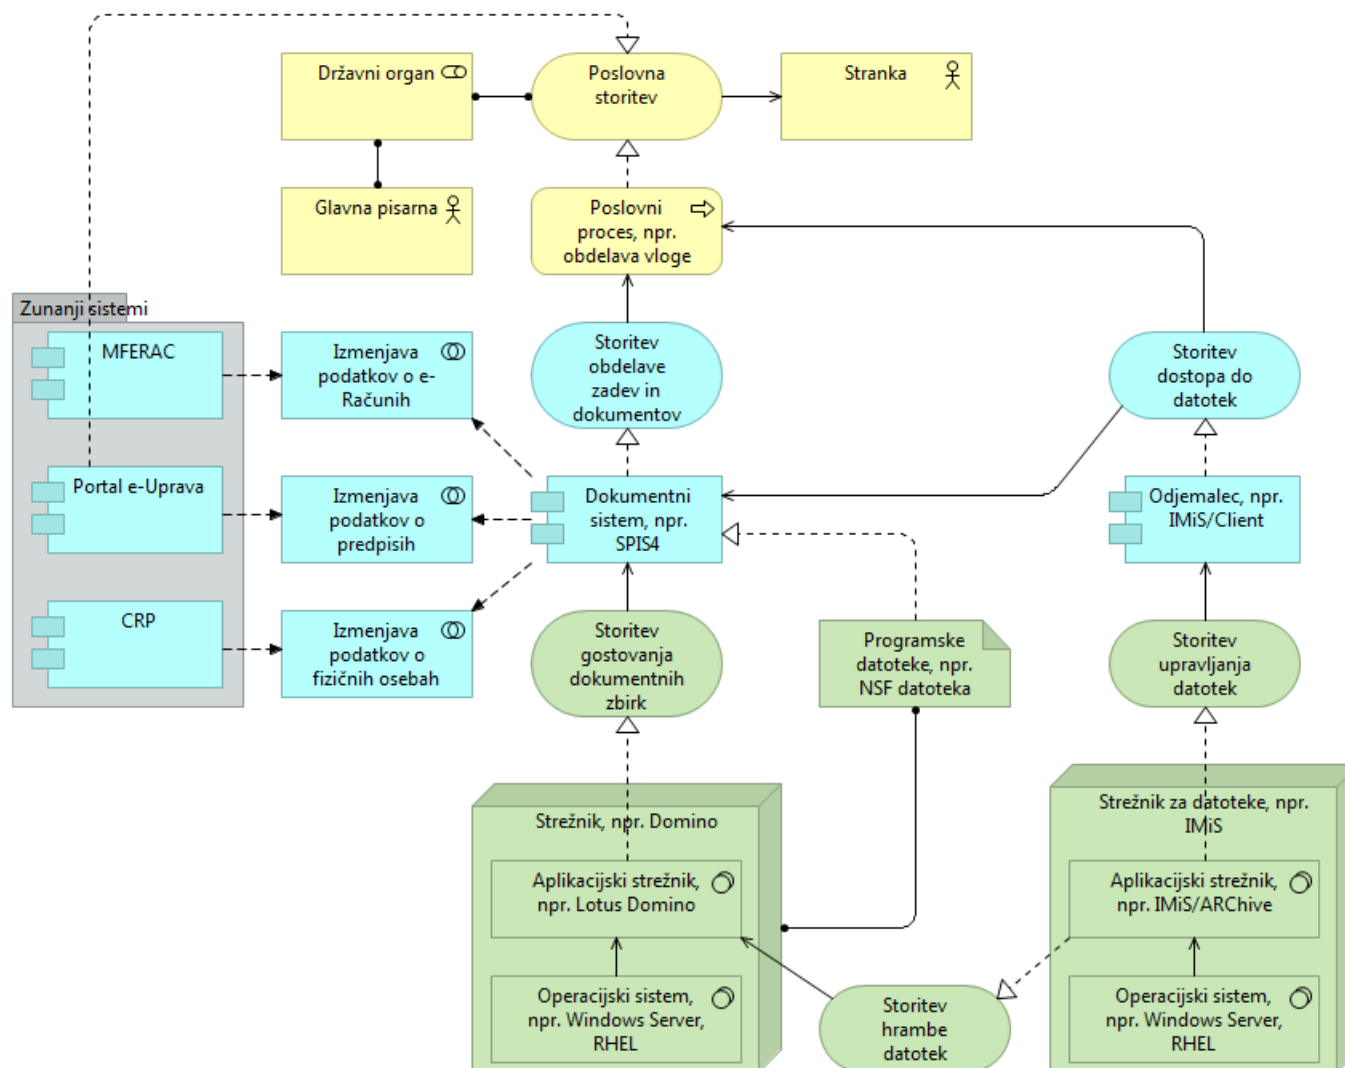 Državni organ
Poslovna
storitev
Stranka
Glavna pisarna
Poslovni
proces, npr.
obdelava vloge
Zunanji sistemi
MFERAC
Izmenjava
podatkov o e-
Računih
Storitev
obdelave
zadev in
dokumentov
Storitev
dostopa do
datotek
Portal e-Uprava
Izmenjava
podatkov o
predpisih
Dokumentni
sistem, npr.
SPIS4
Odjemalec, npr.
IMiS/Client
CRP
Izmenjava
podatkov o
fizičnih osebah
Storitev
gostovanja
dokumentnih
zbirk
Programske
datoteke, npr.
NSF datoteka
Storitev
upravljanja
datotek
Strežnik, npr. Domino
Strežnik za datoteke, npr.
IMiS
Aplikacijski strežnik,
npr. Lotus Domino
Aplikacijski strežnik,
npr. IMiS/ARChive
Operacijski sistem,
npr. Windows Server,
RHEL
Storitev
hrambe
datotek
Operacijski sistem,
npr. Windows Server,
RHEL